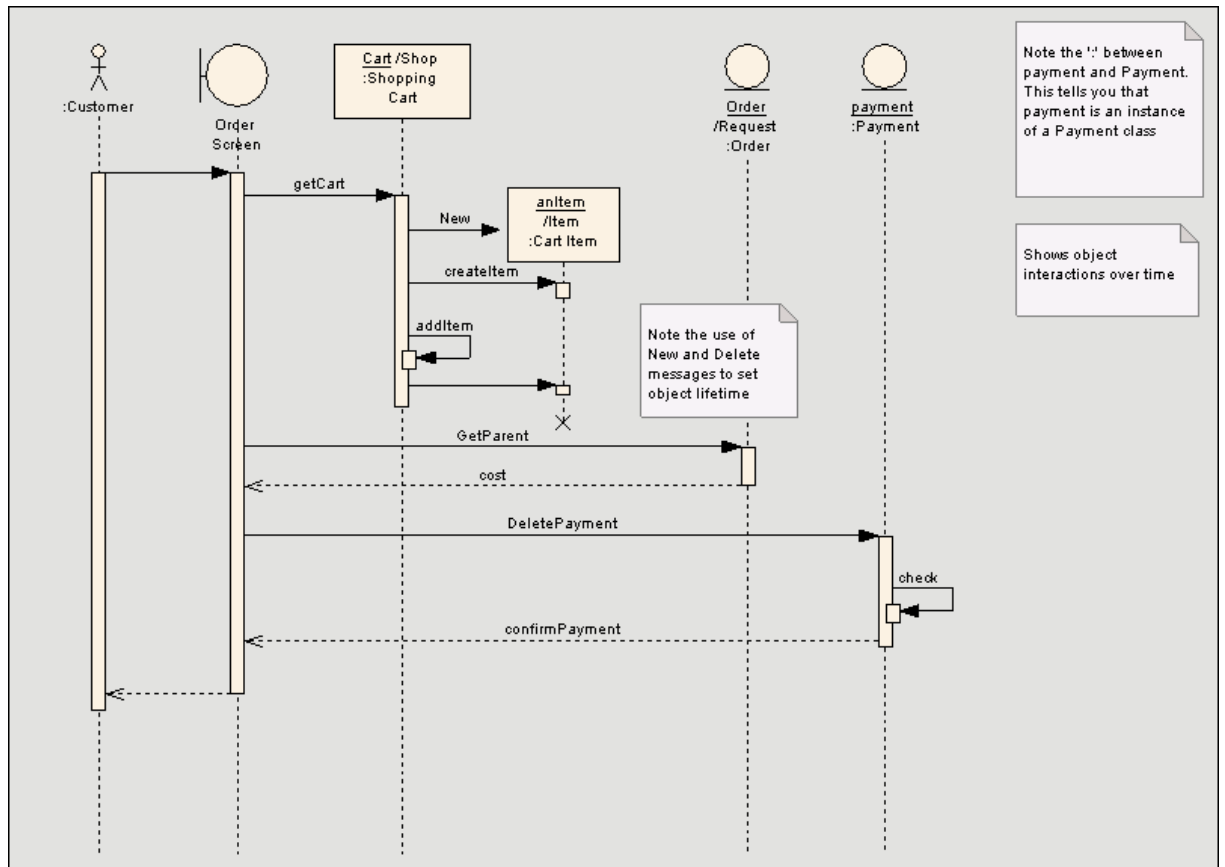 :Customer
Order
Screen
Cart /Shop
:Shopping
Cart
Order
/Request
:Order
payment
:Payment
Note the ':' between
payment and Payment.
This tells you that
payment is an instance
of a Payment class
getCart
New
anItem
/Item
:Cart Item
createItem
Shows object
interactions over time
addItem
Note the use of
New and Delete
messages to set
object lifetime
GetParent
cost
DeletePayment
check
confirmPayment